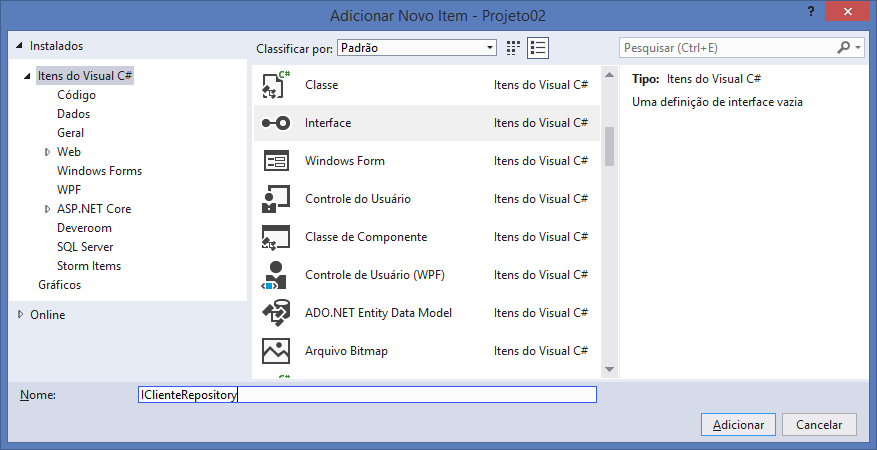 Adicionar Novo Item - Projeto02
?
Instalados
Classificar por: Padrão
Pesquisar (Ctrl+E)
Itens do Visual C#
Código
Dados
Geral
Web
Windows Forms
WPF
ASP.NET Core
Deveroom
SQL Server
Storm Items
Gráficos
Online
C# Classe Itens do Visual C#
Interface Itens do Visual C#
Windows Form Itens do Visual C#
Controle do Usuário Itens do Visual C#
Classe de Componente Itens do Visual C#
Controle de Usuário (WPF) Itens do Visual C#
ADO.NET Entity Data Model Itens do Visual C#
Arquivo Bitmap Itens do Visual C#
Tipo: Itens do Visual C#
Uma definição de interface vazia
Nome: IClienteRepository
Adicionar Cancelar